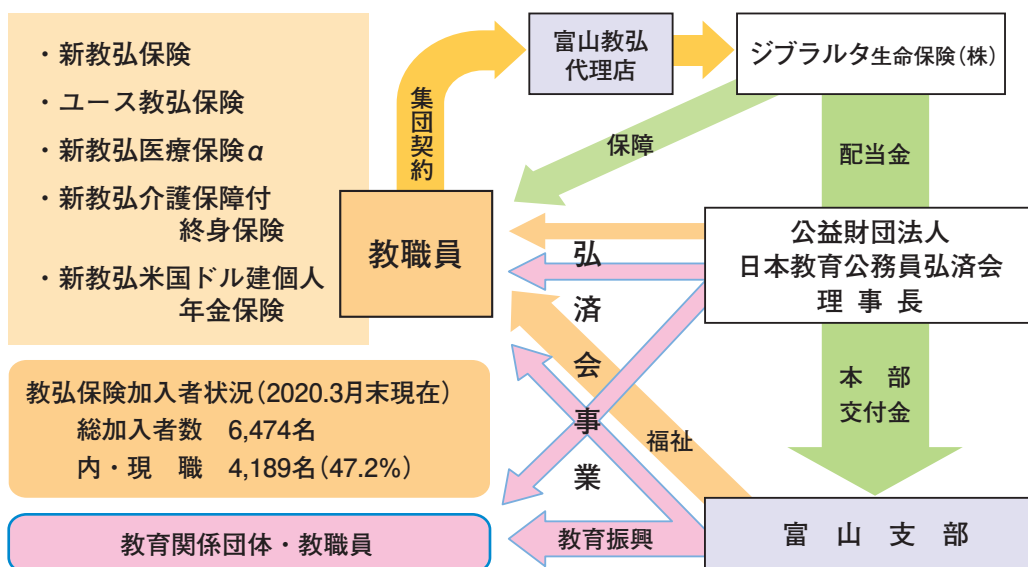 ・新教弘保険
・ユース教弘保険
・新教弘医療保険α
・新教弘介護保障付
終身保険
・新教弘米国ドル建個人
年金保険
集団契約
富山教弘
代理店
ジブラルタ生命保険(株)
保障
配当金
教職員
公益財団法人
日本教育公務員弘済会
理事長
弘済会事業
本部
交付金
福祉
教弘保険加入者状況(2020.3月末現在)
総加入者数 6,474名
内・現 職 4,189名(47.2%)
教育関係団体・教職員
教育振興
富山支部